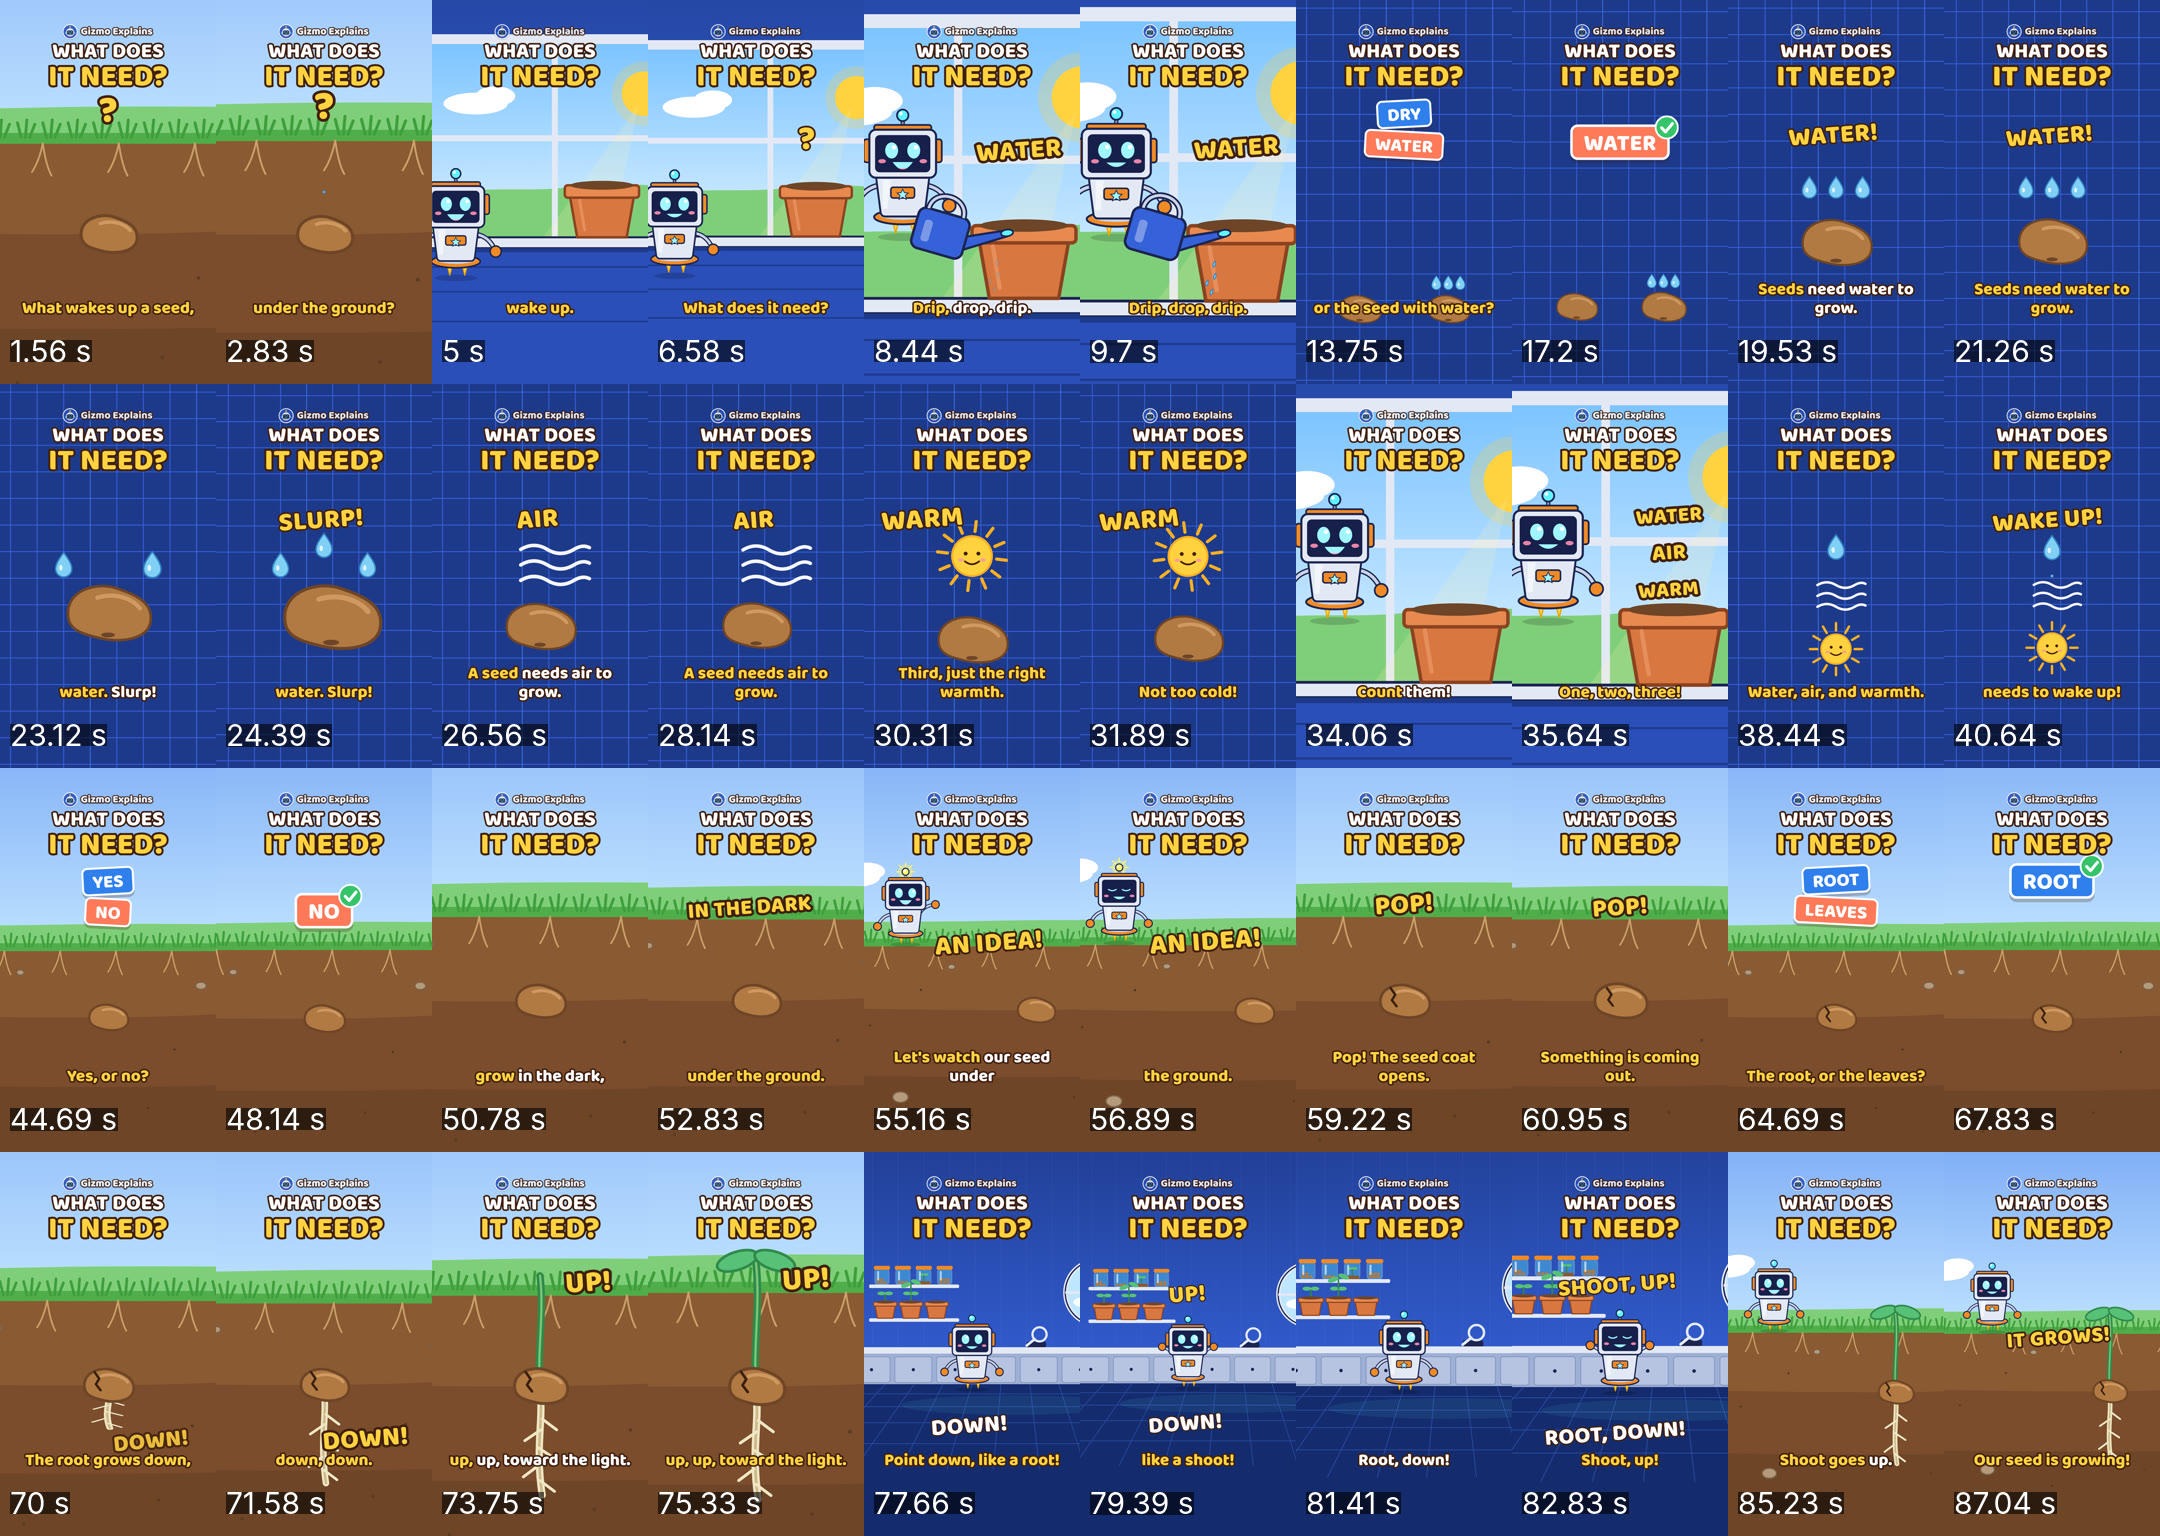 Gizmo Explains
WHAT DOES
IT NEED?
?
What wakes up a seed,
1.56 s
Gizmo Explains
WHAT DOES
IT NEED?
?
under the ground?
2.83 s
Gizmo Explains
WHAT DOES
IT NEED?
wake up.
5 s
Gizmo Explains
WHAT DOES
IT NEED?
?
What does it need?
6.58 s
Gizmo Explains
WHAT DOES
IT NEED?
WATER
Drip, drop, drip.
8.44 s
Gizmo Explains
WHAT DOES
IT NEED?
WATER
Drip, drop, drip.
9.7 s
Gizmo Explains
WHAT DOES
IT NEED?
DRY
WATER
or the seed with water?
13.75 s
Gizmo Explains
WHAT DOES
IT NEED?
WATER
17.2 s
Gizmo Explains
WHAT DOES
IT NEED?
WATER!
Seeds need water to
grow.
19.53 s
Gizmo Explains
WHAT DOES
IT NEED?
WATER!
Seeds need water to
grow.
21.26 s
Gizmo Explains
WHAT DOES
IT NEED?
water. Slurp!
23.12 s
Gizmo Explains
WHAT DOES
IT NEED?
SLURP!
water. Slurp!
24.39 s
Gizmo Explains
WHAT DOES
IT NEED?
AIR
A seed needs air to
grow.
26.56 s
Gizmo Explains
WHAT DOES
IT NEED?
AIR
A seed needs air to
grow.
28.14 s
Gizmo Explains
WHAT DOES
IT NEED?
WARM
Third, just the right
warmth.
30.31 s
Gizmo Explains
WHAT DOES
IT NEED?
WARM
Not too cold!
31.89 s
Gizmo Explains
WHAT DOES
IT NEED?
Count them!
34.06 s
Gizmo Explains
WHAT DOES
IT NEED?
WATER
AIR
WARM
One, two, three!
35.64 s
Gizmo Explains
WHAT DOES
IT NEED?
Water, air, and warmth.
38.44 s
Gizmo Explains
WHAT DOES
IT NEED?
WAKE UP!
needs to wake up!
40.64 s
Gizmo Explains
WHAT DOES
IT NEED?
YES
NO
Yes, or no?
44.69 s
Gizmo Explains
WHAT DOES
IT NEED?
NO
48.14 s
Gizmo Explains
WHAT DOES
IT NEED?
grow in the dark,
50.78 s
Gizmo Explains
WHAT DOES
IT NEED?
IN THE DARK
under the ground.
52.83 s
Gizmo Explains
WHAT DOES
IT NEED?
AN IDEA!
Let's watch our seed
under
55.16 s
Gizmo Explains
WHAT DOES
IT NEED?
AN IDEA!
the ground.
56.89 s
Gizmo Explains
WHAT DOES
IT NEED?
POP!
Pop! The seed coat
opens.
59.22 s
Gizmo Explains
WHAT DOES
IT NEED?
POP!
Something is coming
out.
60.95 s
Gizmo Explains
WHAT DOES
IT NEED?
ROOT
LEAVES
The root, or the leaves?
64.69 s
Gizmo Explains
WHAT DOES
IT NEED?
ROOT
67.83 s
Gizmo Explains
WHAT DOES
IT NEED?
DOWN!
The root grows down,
70 s
Gizmo Explains
WHAT DOES
IT NEED?
DOWN!
down, down.
71.58 s
Gizmo Explains
WHAT DOES
IT NEED?
UP!
up, up, toward the light.
73.75 s
Gizmo Explains
WHAT DOES
IT NEED?
UP!
up, up, toward the light.
75.33 s
Gizmo Explains
WHAT DOES
IT NEED?
DOWN!
Point down, like a root!
77.66 s
Gizmo Explains
WHAT DOES
IT NEED?
UP!
DOWN!
like a shoot!
79.39 s
Gizmo Explains
WHAT DOES
IT NEED?
Root, down!
81.41 s
Gizmo Explains
WHAT DOES
IT NEED?
SHOOT, UP!
ROOT, DOWN!
Shoot, up!
82.83 s
Gizmo Explains
WHAT DOES
IT NEED?
Shoot goes up.
85.23 s
Gizmo Explains
WHAT DOES
IT NEED?
IT GROWS!
Our seed is growing!
87.04 s